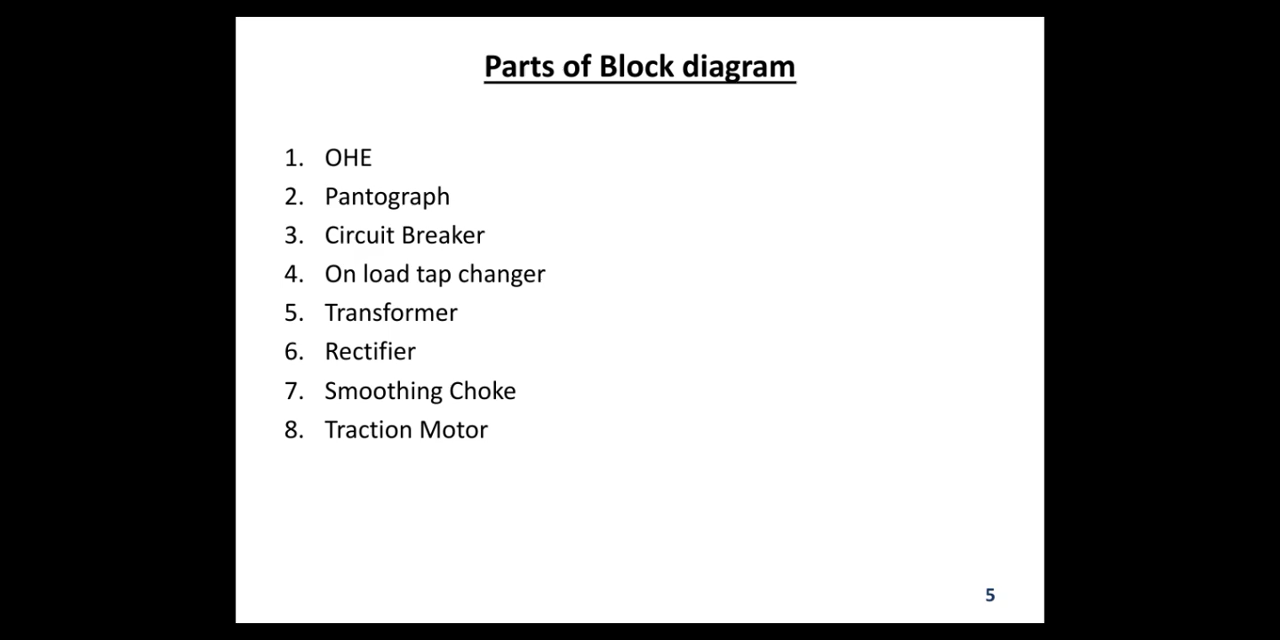 Parts of Block diagram
1. OHE
2. Pantograph
3. Circuit Breaker
4. On load tap changer
5. Transformer
6. Rectifier
7. Smoothing Choke
8. Traction Motor
5